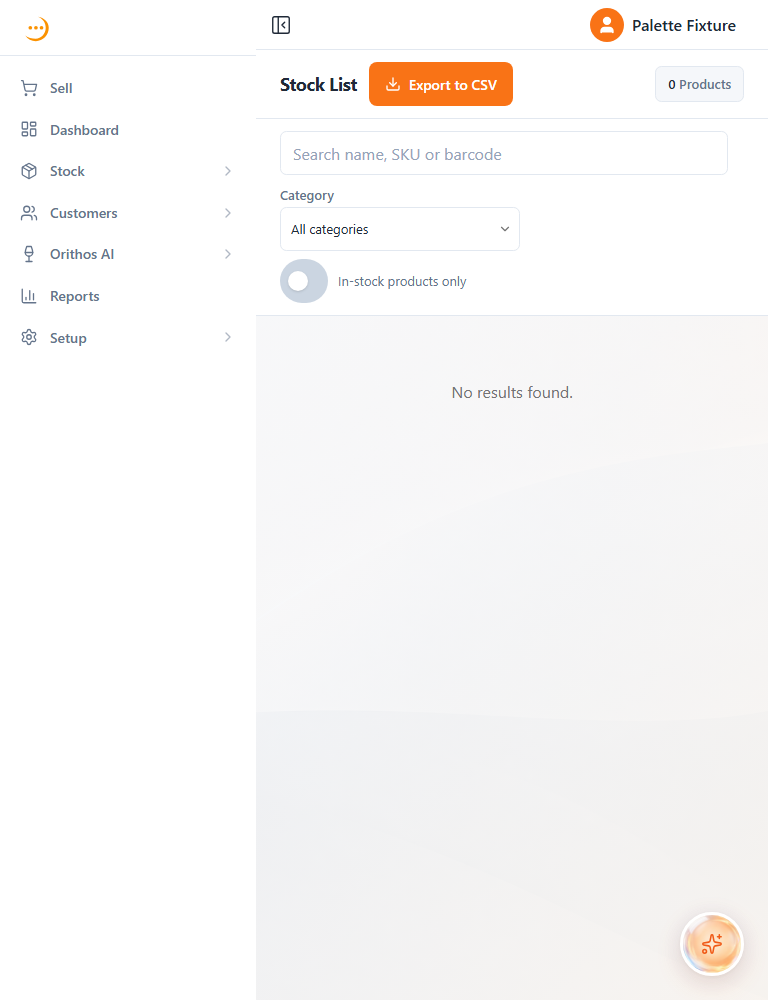 Palette Fixture
Sell
Dashboard
Stock
Customers
Orithos AI
Reports
Setup
Stock List
Export to CSV
0 Products
Search name, SKU or barcode
Category
All categories
In-stock products only
No results found.